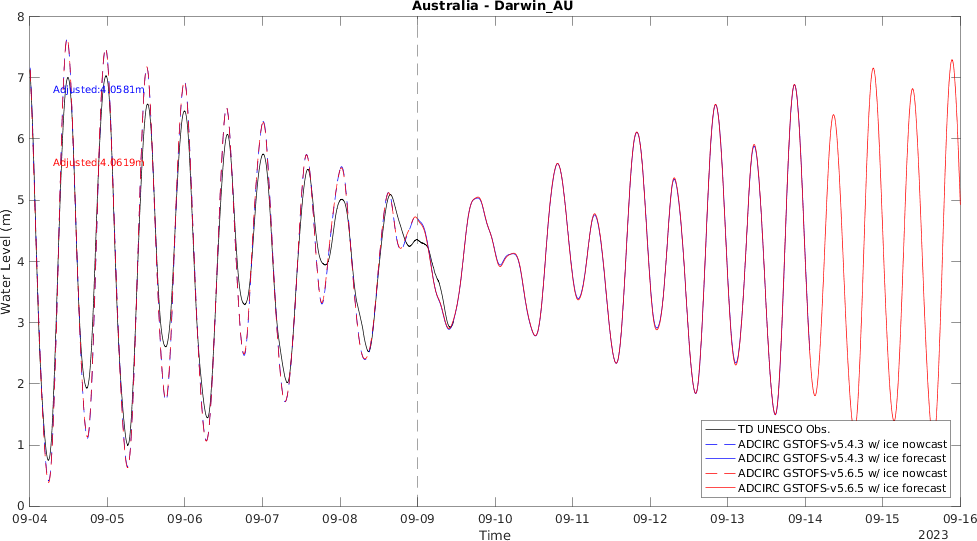 Australia - Darwin_AU
8
7
6
5
4
3
2
1
0
Water Level (m)
Adjusted:4.0581m
Adjusted:4.0619m
TD UNESCO Obs.
ADCIRC GSTOFS-v5.4.3 w/ ice nowcast
ADCIRC GSTOFS-v5.4.3 w/ ice forecast
ADCIRC GSTOFS-v5.6.5 w/ ice nowcast
ADCIRC GSTOFS-v5.6.5 w/ ice forecast
09-04 09-05 09-06 09-07 09-08 09-09 09-10 09-11 09-12 09-13 09-14 09-15 09-16
Time
2023